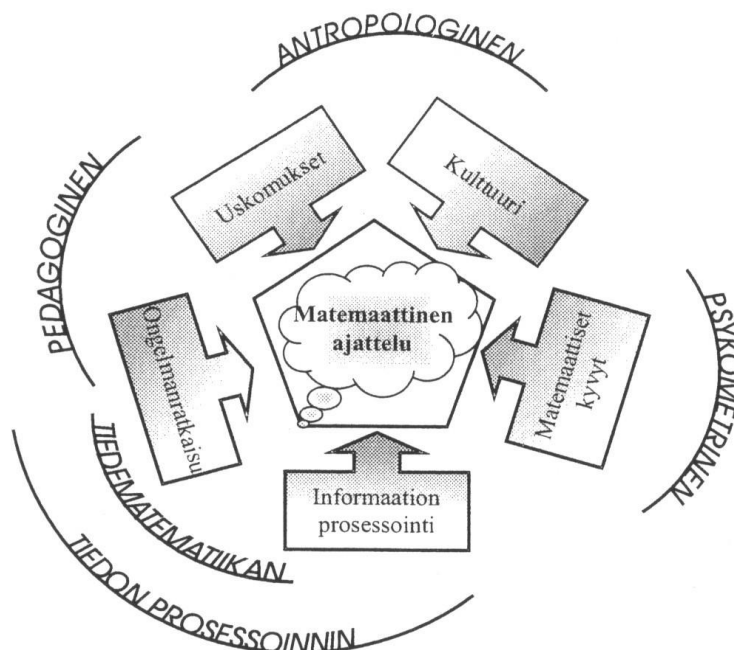 ANTROPOLOGINEN
PEDAGOGINEN
Uskomukset
Kulttuuri
PSYKOMETRINEN
Matemaattinen
ajattelu
Ongelmanratkaisu
Matemaattiset
kyvyt
Informaation
prosessointi
TIEDEMATEMATIIKAN
TIEDON PROSESSOINNIN